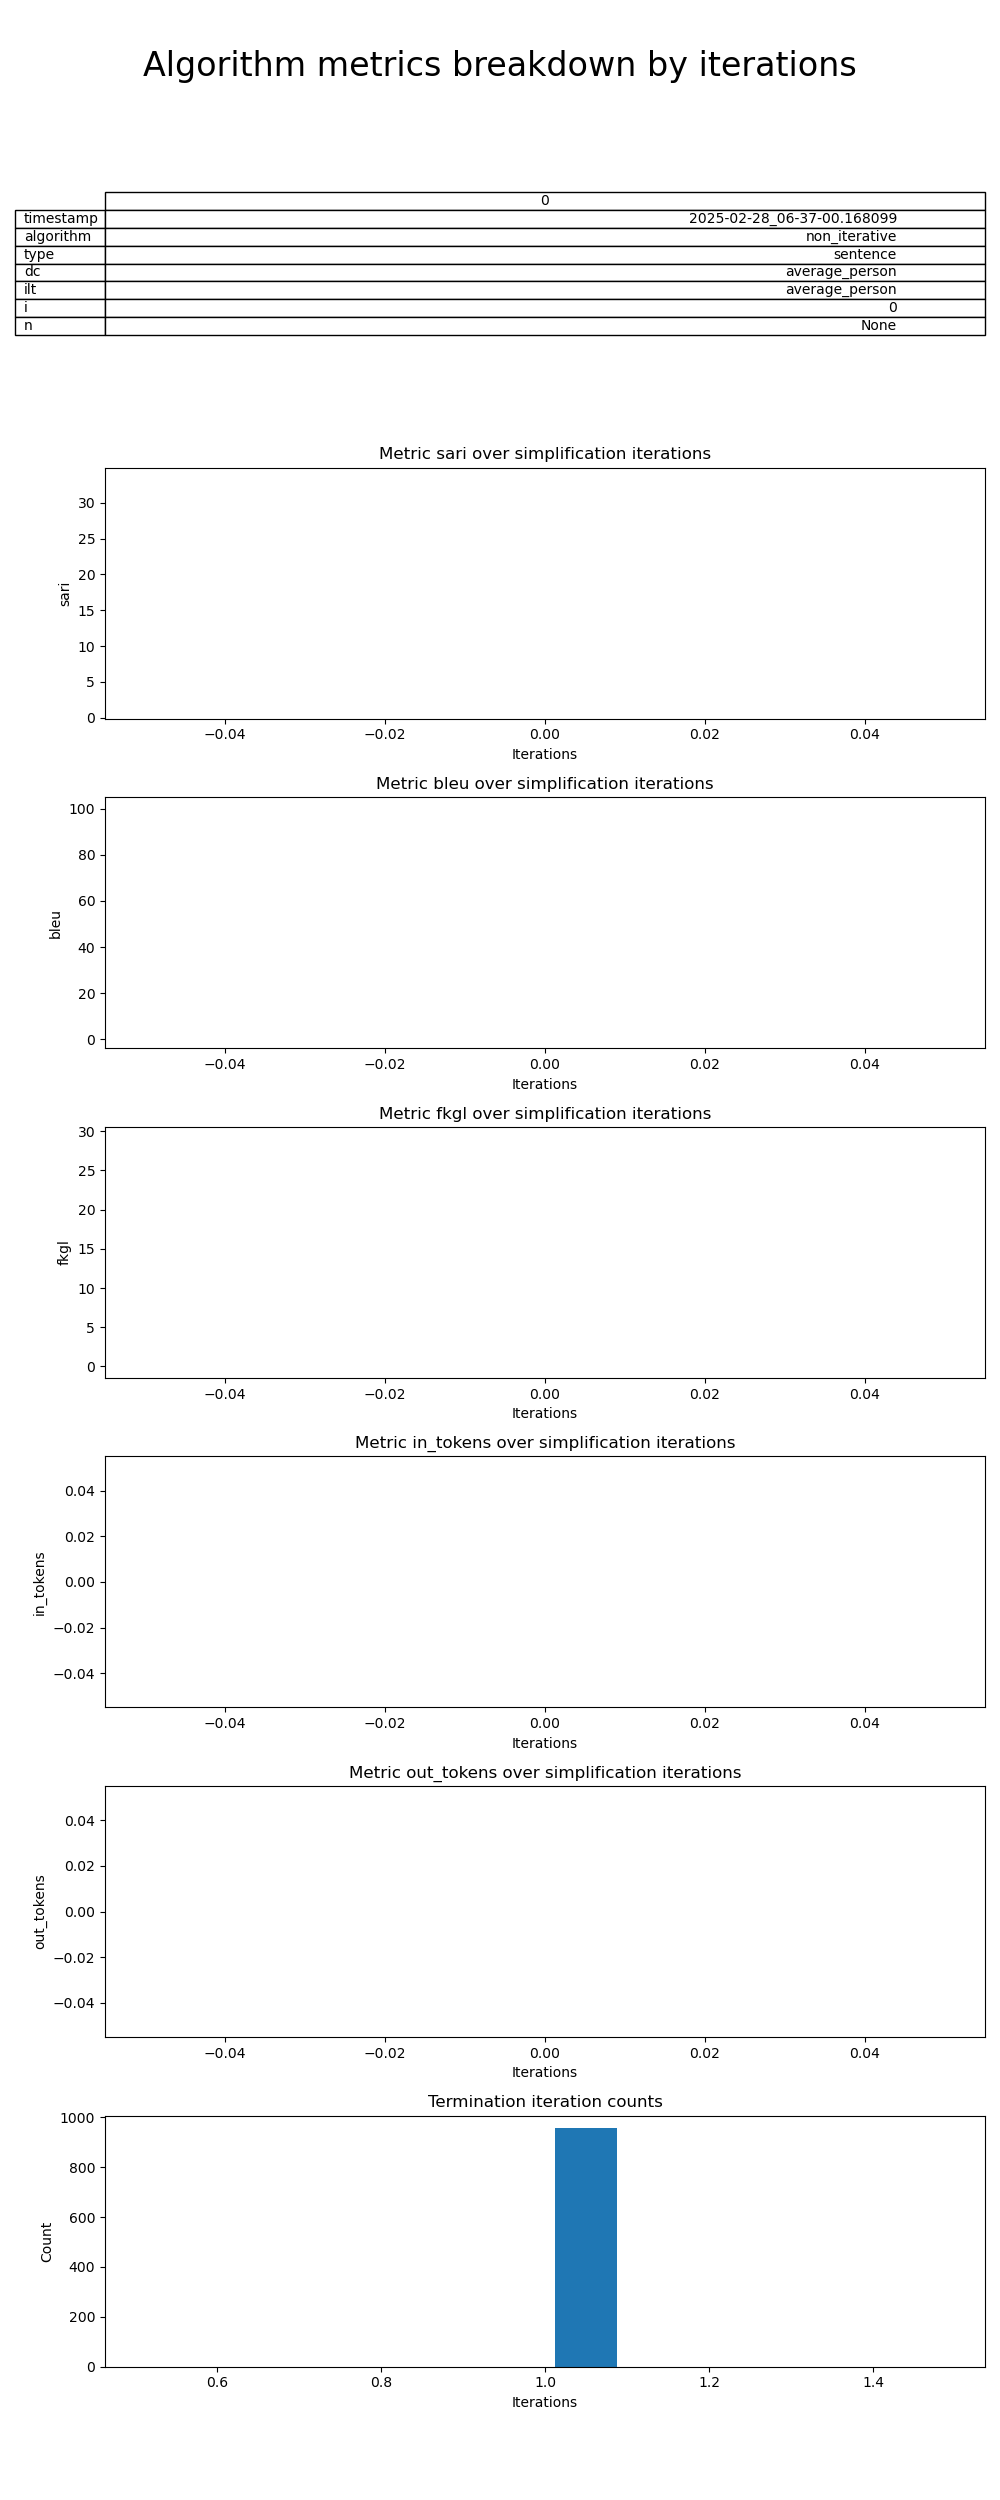 Algorithm metrics breakdown by iterations
0
timestamp 2025-02-28_06-37-00.168099
algorithm non_iterative
type sentence
dc average_person
ilt average_person
i 0
n None
Metric sari over simplification iterations
30
25
20
15
10
5
0
sari
−0.04 −0.02 0.00 0.02 0.04
Iterations
Metric bleu over simplification iterations
100
80
60
40
20
0
bleu
−0.04 −0.02 0.00 0.02 0.04
Iterations
Metric fkgl over simplification iterations
30
25
20
15
10
5
0
fkgl
−0.04 −0.02 0.00 0.02 0.04
Iterations
Metric in_tokens over simplification iterations
0.04
0.02
0.00
−0.02
−0.04
in_tokens
−0.04 −0.02 0.00 0.02 0.04
Iterations
Metric out_tokens over simplification iterations
0.04
0.02
0.00
−0.02
−0.04
out_tokens
−0.04 −0.02 0.00 0.02 0.04
Iterations
Termination iteration counts
1000
800
600
400
200
0
Count
0.6 0.8 1.0 1.2 1.4
Iterations